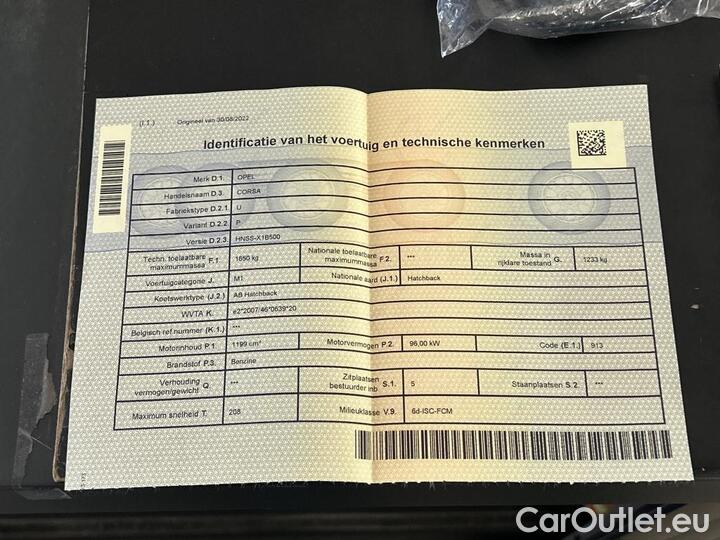 (I.1.) Origineel van 30/08/2022
Identificatie van het voertuig en technische kenmerken
Merk D.1. OPEL
Handelsnaam D.3. CORSA
Fabriekstype D.2.1. U
Variant D.2.2. P
Versie D.2.3. HNSS-X1B500
Techn. toelaatbare maximummassa F.1. 1650 kg Nationale toelaatbare maximummassa F.2. *** Massa in rijklare toestand G. 1233 kg
Voertuigcategorie J. M1 Nationale aard (J.1.) Hatchback
Koetswerktype (J.2.) AB Hatchback
WVTA K. e2*2007/46*0639*20
Belgisch ref.nummer (K.1.) ***
Motorinhoud P.1. 1199 cm³ Motorvermogen P.2. 96,00 kW Code (E.1.) 913
Brandstof P.3. Benzine
Verhouding vermogen/gewicht Q. *** Zitplaatsen bestuurder inb S.1. 5 Staanplaatsen S.2. ***
Maximum snelheid T. 208 Milieuklasse V.9. 6d-ISC-FCM
CarOutlet.eu